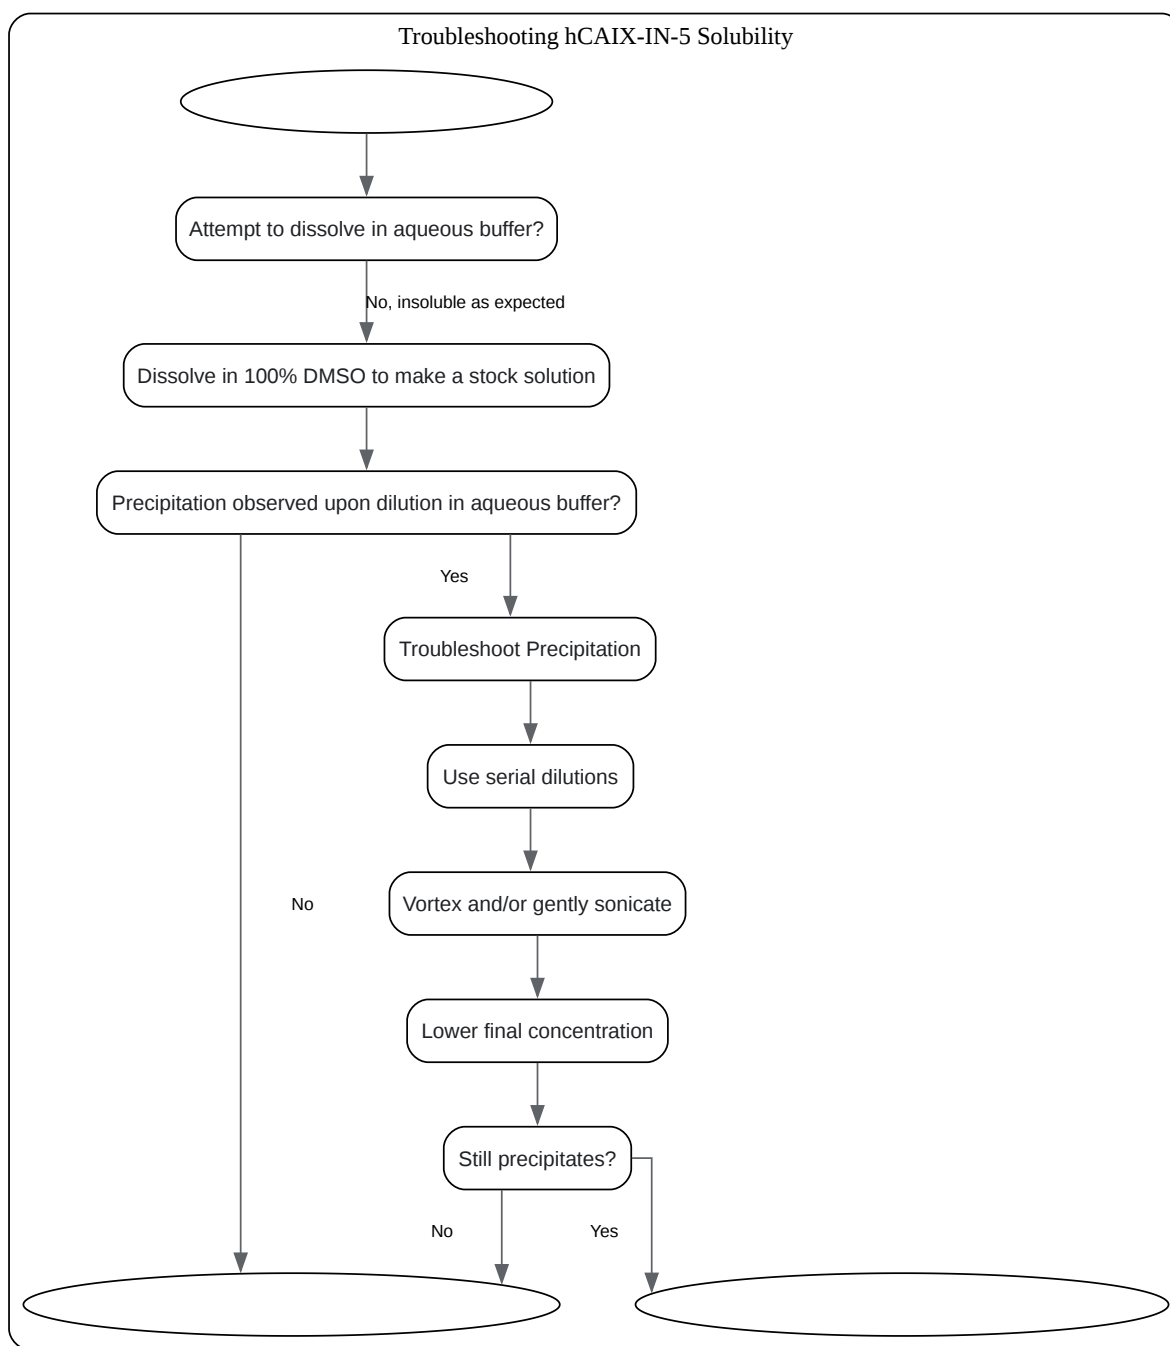 Troubleshooting hCAIX-IN-5 Solubility
Attempt to dissolve in aqueous buffer?
No, insoluble as expected
Dissolve in 100% DMSO to make a stock solution
Precipitation observed upon dilution in aqueous buffer?
Yes
Troubleshoot Precipitation
Use serial dilutions
No
Vortex and/or gently sonicate
Lower final concentration
Still precipitates?
No
Yes